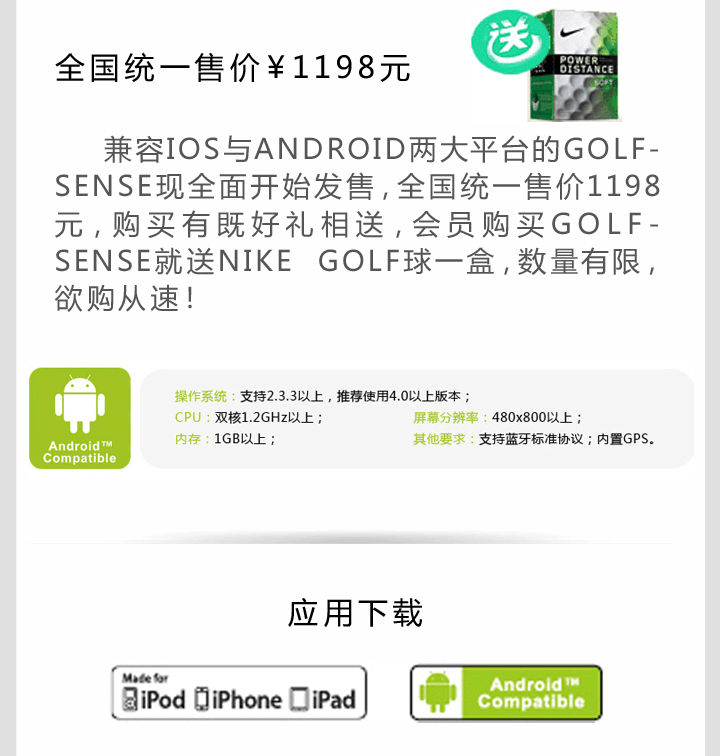 送
POWER
DISTANCE
SOFT
全国统一售价¥1198元
兼容IOS与ANDROID两大平台的GOLF-
SENSE现全面开始发售,全国统一售价1198
元,购买有既好礼相送,会员购买GOLF-
SENSE就送NIKE GOLF球一盒,数量有限,
欲购从速!
操作系统：支持2.3.3以上，推荐使用4.0以上版本；
CPU：双核1.2GHz以上； 屏幕分辨率：480x800以上；
内存：1GB以上； 其他要求：支持蓝牙标准协议；内置GPS。
Android™
Compatible
应用下载
Made for
iPod iPhone iPad
Android™
Compatible